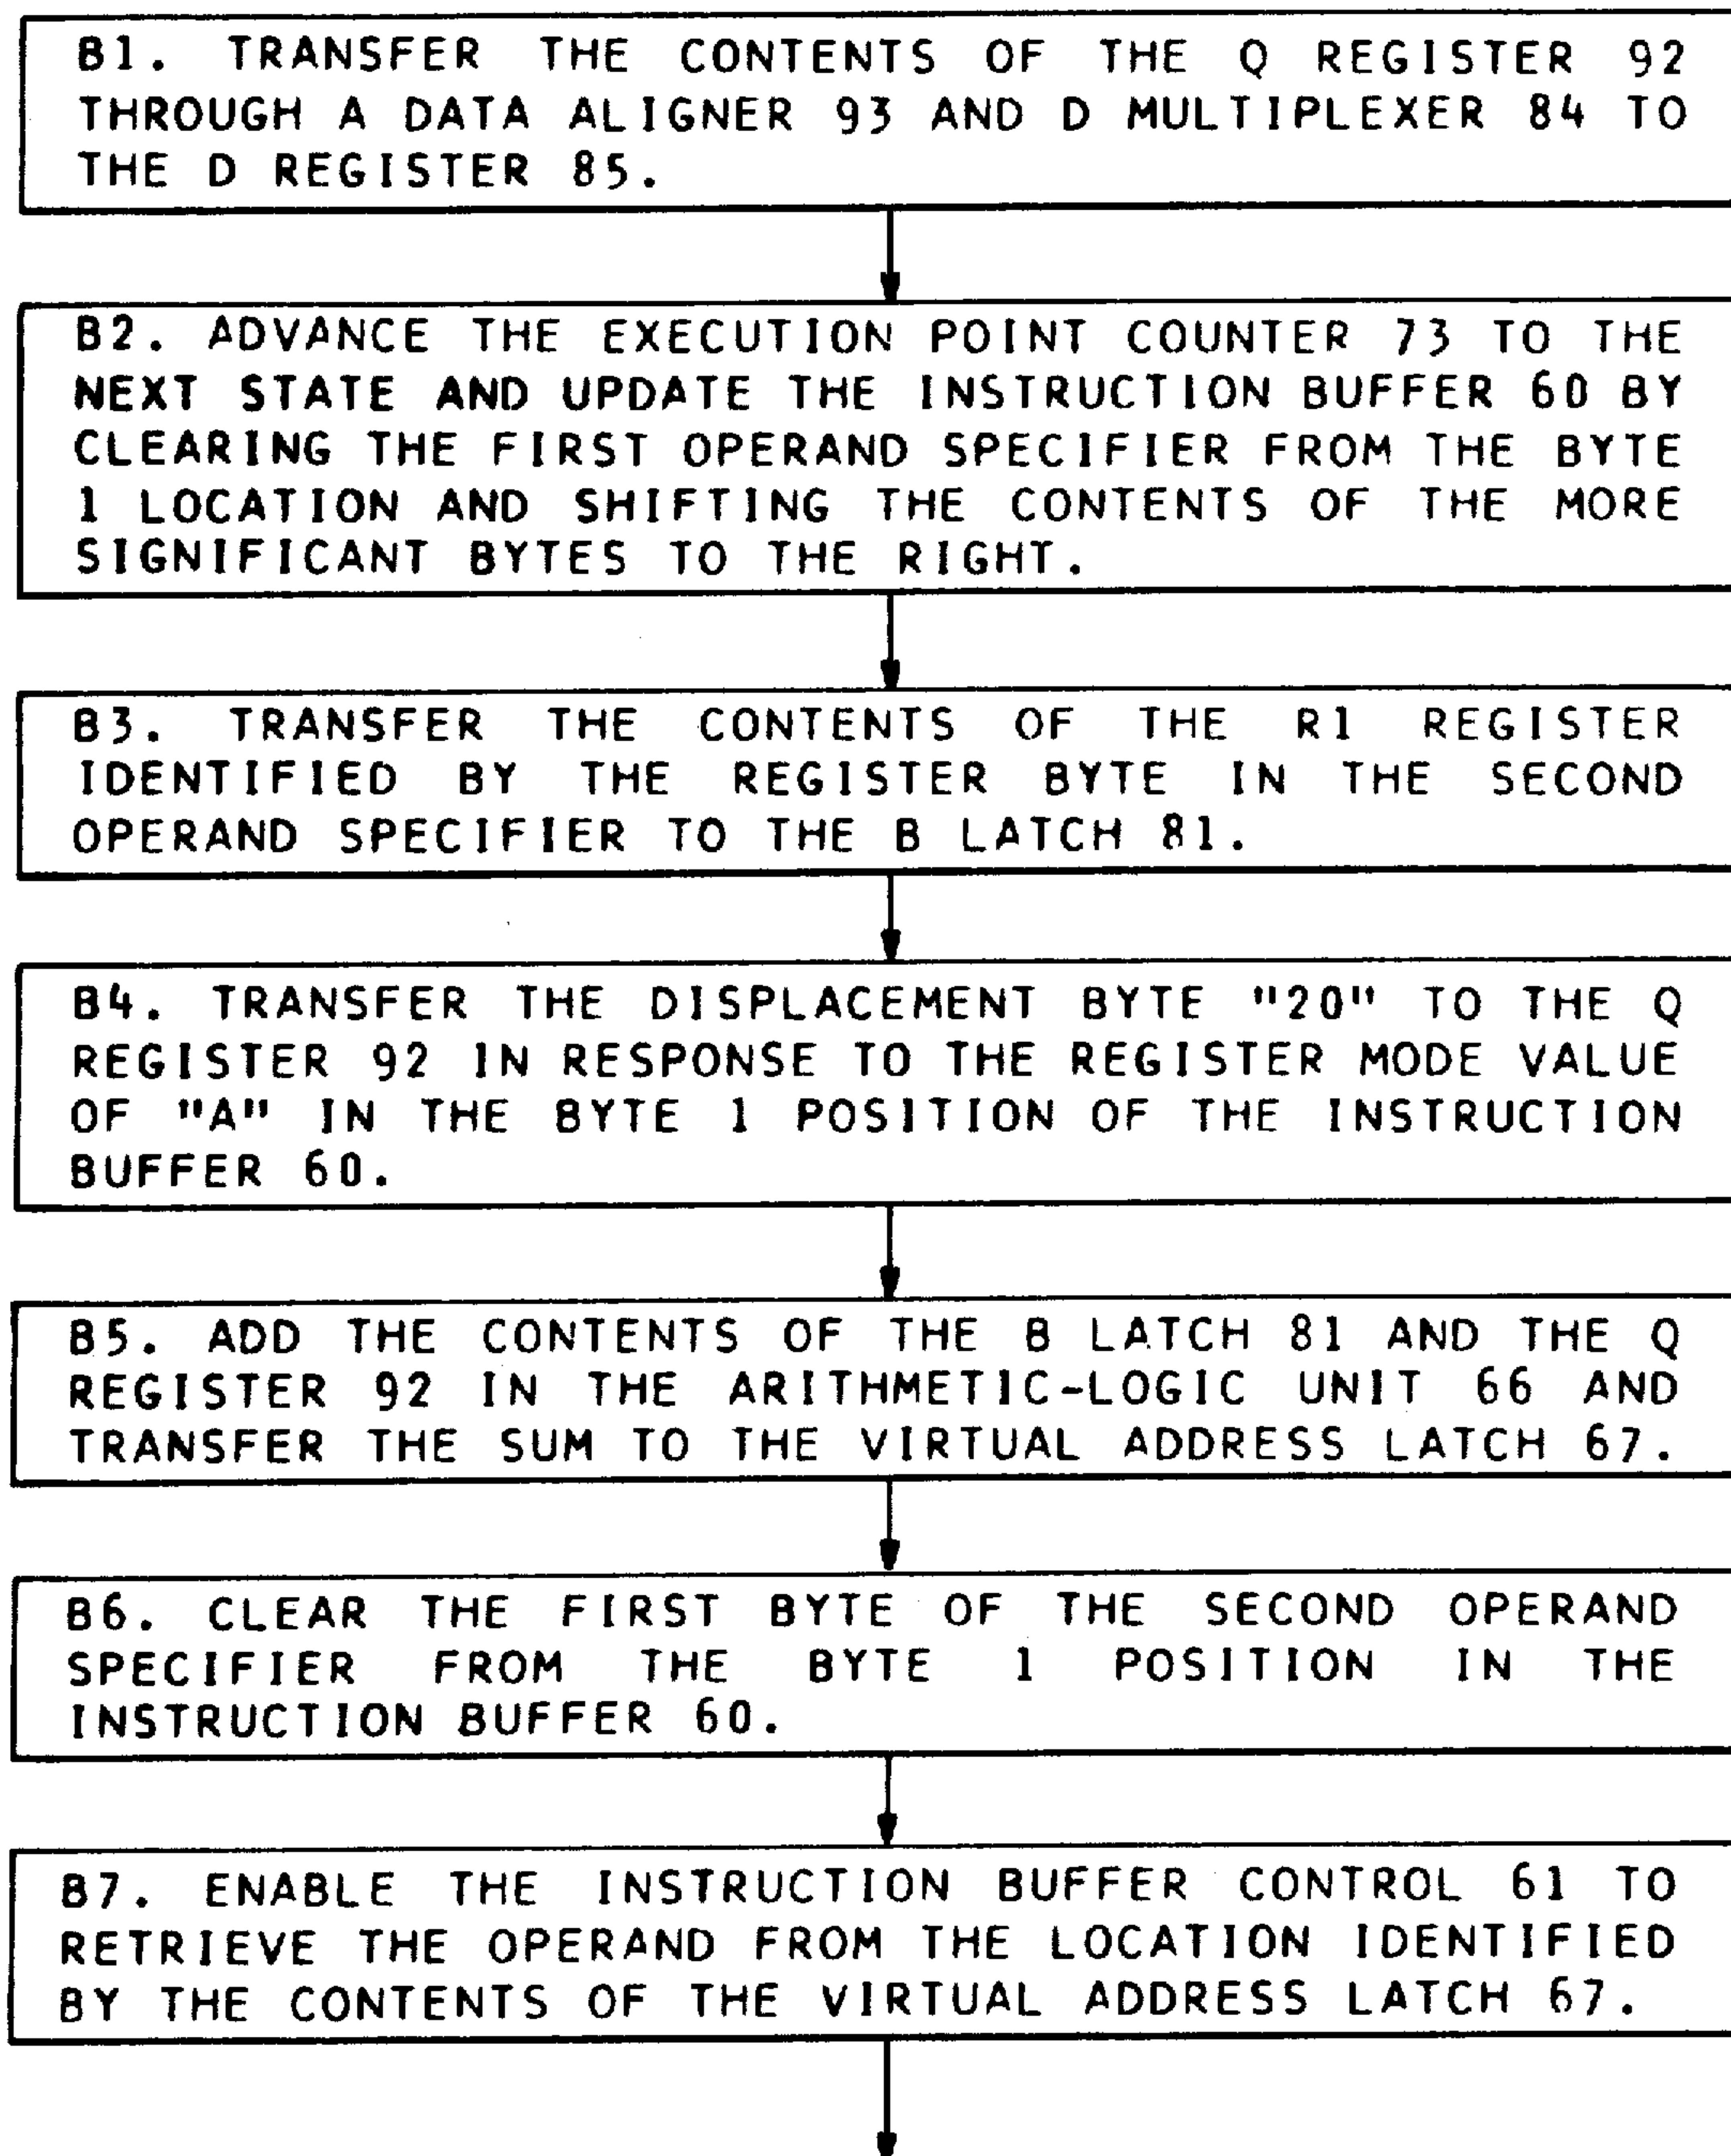 B1. TRANSFER THE CONTENTS OF THE Q REGISTER 92
THROUGH A DATA ALIGNER 93 AND D MULTIPLEXER 84 TO
THE D REGISTER 85.
B2. ADVANCE THE EXECUTION POINT COUNTER 73 TO THE
NEXT STATE AND UPDATE THE INSTRUCTION BUFFER 60 BY
CLEARING THE FIRST OPERAND SPECIFIER FROM THE BYTE
1 LOCATION AND SHIFTING THE CONTENTS OF THE MORE
SIGNIFICANT BYTES TO THE RIGHT.
B3. TRANSFER THE CONTENTS OF THE R1 REGISTER
IDENTIFIED BY THE REGISTER BYTE IN THE SECOND
OPERAND SPECIFIER TO THE B LATCH 81.
B4. TRANSFER THE DISPLACEMENT BYTE "20" TO THE Q
REGISTER 92 IN RESPONSE TO THE REGISTER MODE VALUE
OF "A" IN THE BYTE 1 POSITION OF THE INSTRUCTION
BUFFER 60.
B5. ADD THE CONTENTS OF THE B LATCH 81 AND THE Q
REGISTER 92 IN THE ARITHMETIC-LOGIC UNIT 66 AND
TRANSFER THE SUM TO THE VIRTUAL ADDRESS LATCH 67.
B6. CLEAR THE FIRST BYTE OF THE SECOND OPERAND
SPECIFIER FROM THE BYTE 1 POSITION IN THE
INSTRUCTION BUFFER 60.
B7. ENABLE THE INSTRUCTION BUFFER CONTROL 61 TO
RETRIEVE THE OPERAND FROM THE LOCATION IDENTIFIED
BY THE CONTENTS OF THE VIRTUAL ADDRESS LATCH 67.